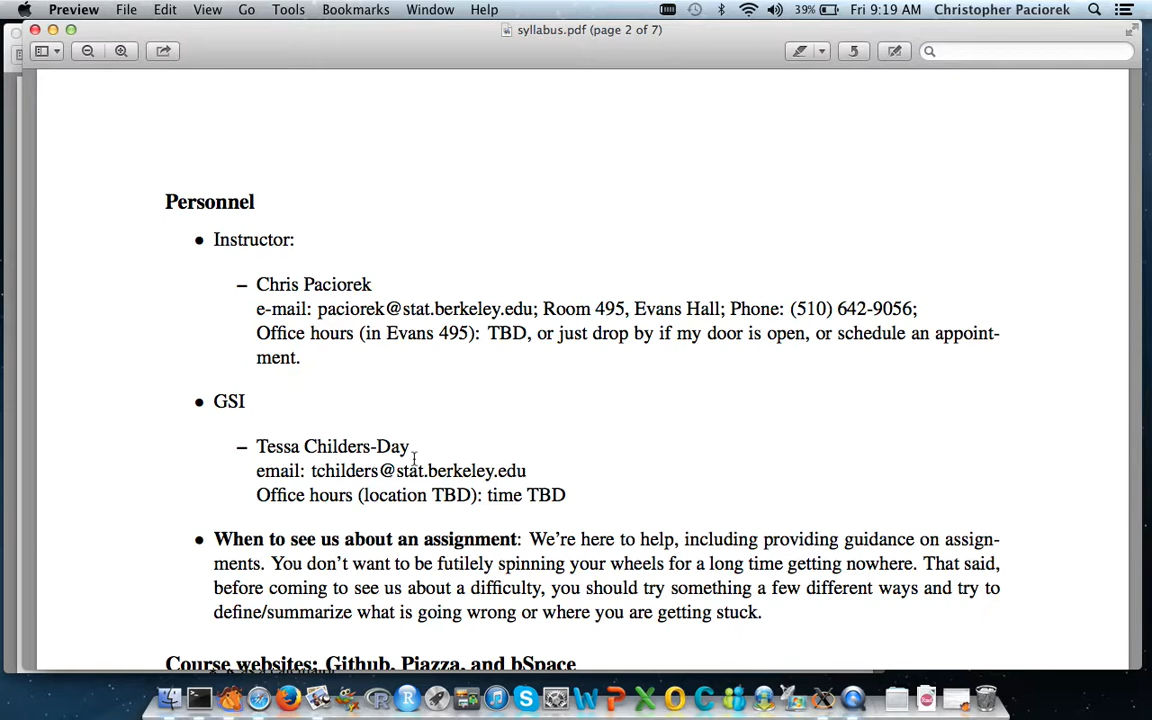 Preview File Edit View Go Tools Bookmarks Window Help 39% Fri 9:19 AM Christopher Paciorek
syllabus.pdf (page 2 of 7)
Personnel
• Instructor:
– Chris Paciorek
e-mail: paciorek@stat.berkeley.edu; Room 495, Evans Hall; Phone: (510) 642-9056;
Office hours (in Evans 495): TBD, or just drop by if my door is open, or schedule an appoint-
ment.
• GSI
– Tessa Childers-Day
email: tchilders@stat.berkeley.edu
Office hours (location TBD): time TBD
• When to see us about an assignment: We're here to help, including providing guidance on assign-
ments. You don't want to be futilely spinning your wheels for a long time getting nowhere. That said,
before coming to see us about a difficulty, you should try something a few different ways and try to
define/summarize what is going wrong or where you are getting stuck.
Course websites: Github, Piazza, and bSpace